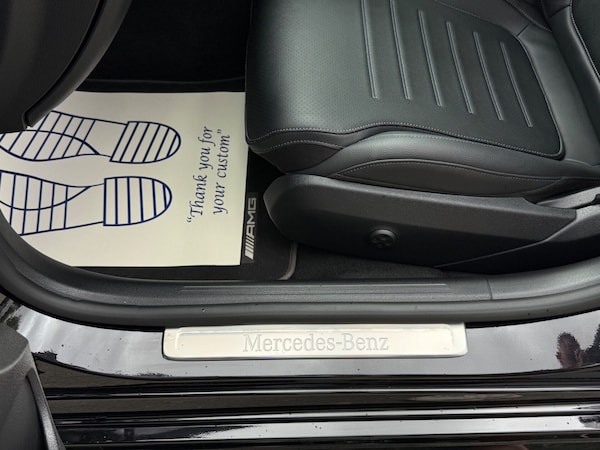 "Thank you for
your custom"
AMG
Mercedes-Benz